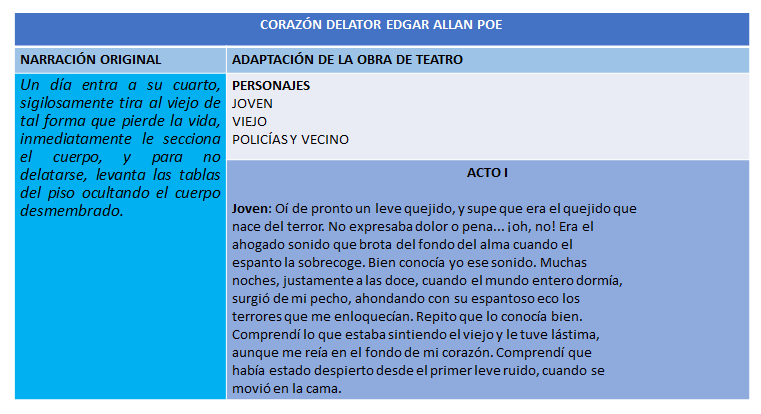 CORAZÓN DELATOR EDGAR ALLAN POE
NARRACIÓN ORIGINAL
Un día entra a su cuarto,
sigilosamente tira al viejo de
tal forma que pierde la vida,
inmediatamente le secciona
el cuerpo, y para no
delatarse, levanta las tablas
del piso ocultando el cuerpo
desmembrado.
ADAPTACIÓN DE LA OBRA DE TEATRO
PERSONAJES
JOVEN
VIEJO
POLICÍAS Y VECINO
ACTO I
Joven: Oí de pronto un leve quejido, y supe que era el quejido que
nace del terror. No expresaba dolor o pena... ¡oh, no! Era el
ahogado sonido que brota del fondo del alma cuando el
espanto la sobrecoge. Bien conocía yo ese sonido. Muchas
noches, justamente a las doce, cuando el mundo entero dormía,
surgió de mi pecho, ahondando con su espantoso eco los
terrores que me enloquecían. Repito que lo conocía bien.
Comprendí lo que estaba sintiendo el viejo y le tuve lástima,
aunque me reía en el fondo de mi corazón. Comprendí que
había estado despierto desde el primer leve ruido, cuando se
movió en la cama.